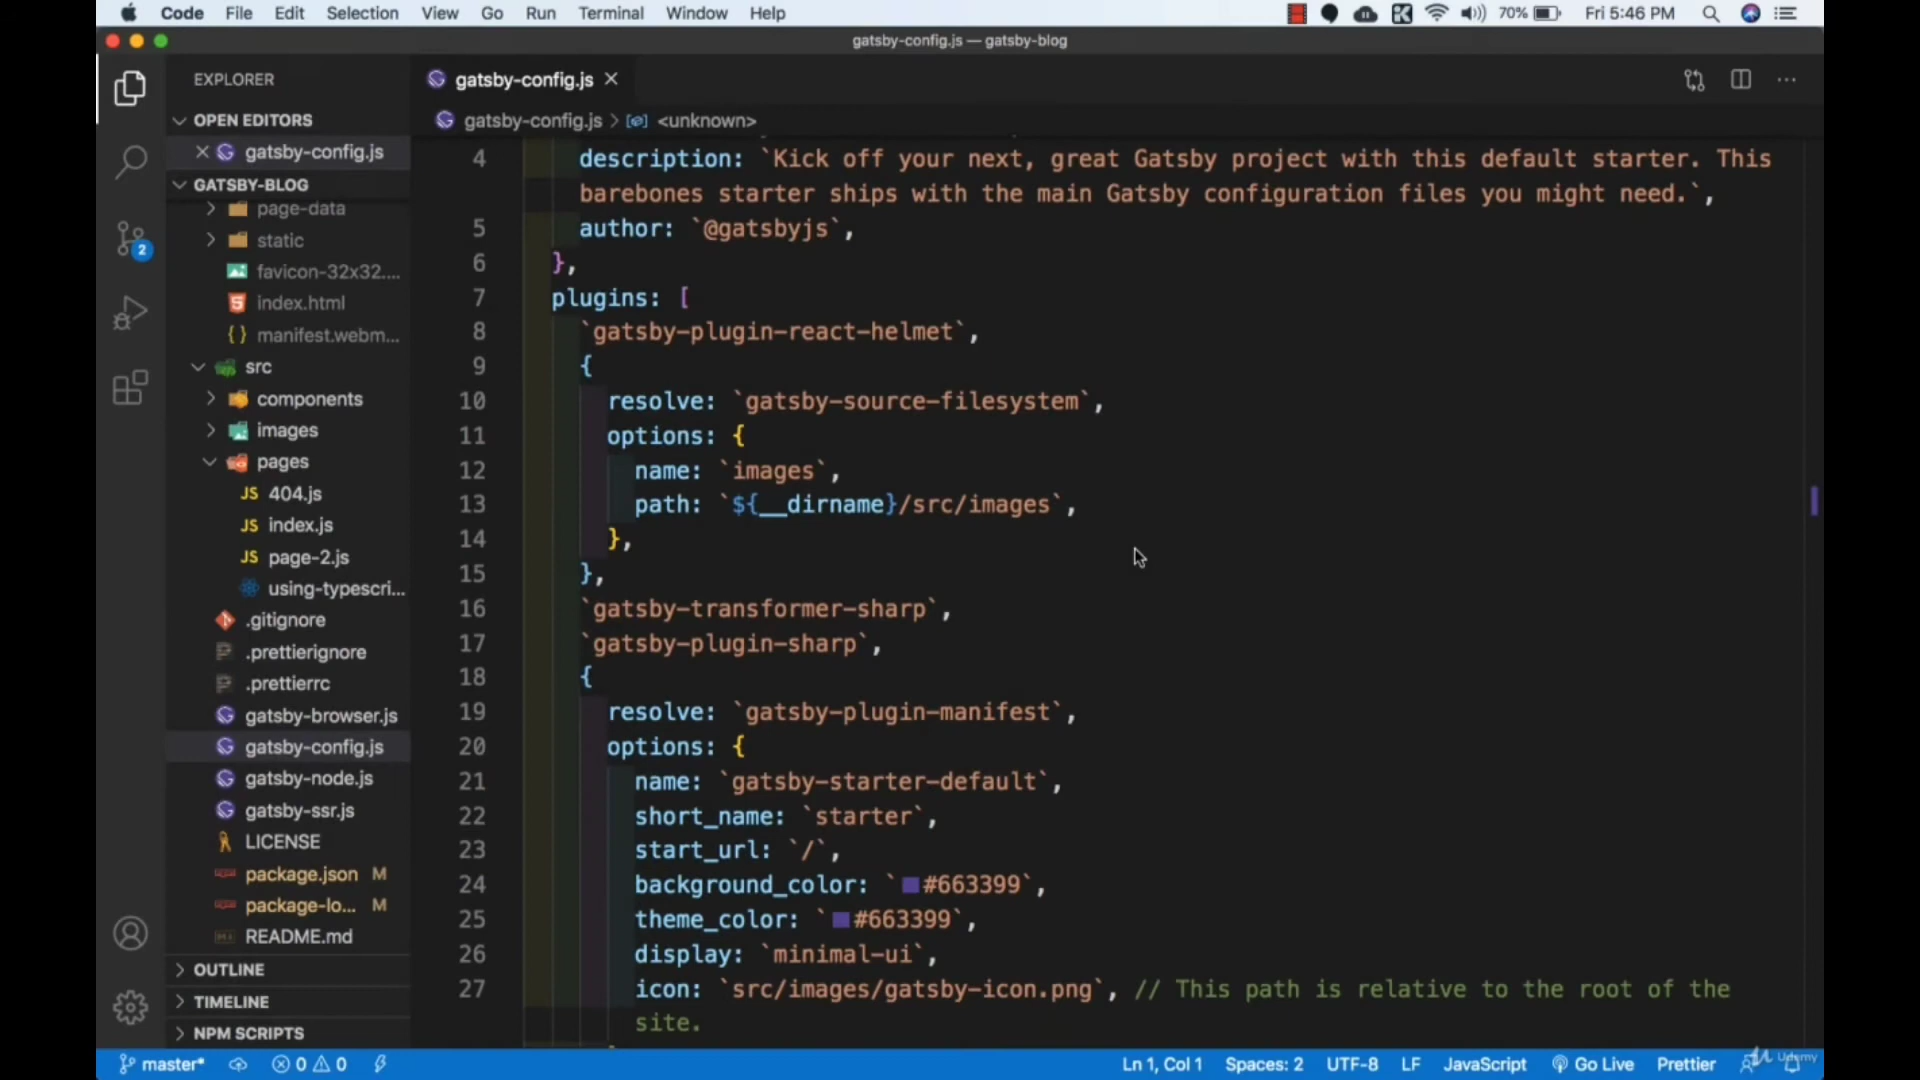 Code File Edit Selection View Go Run Terminal Window Help 70% Fri 5:46 PM
gatsby-config.js — gatsby-blog
EXPLORER
OPEN EDITORS
gatsby-config.js
GATSBY-BLOG
page-data
static
favicon-32x32....
index.html
manifest.webm...
src
components
images
pages
JS 404.js
JS index.js
JS page-2.js
using-typescri...
.gitignore
.prettierignore
.prettierrc
gatsby-browser.js
gatsby-config.js
gatsby-node.js
gatsby-ssr.js
LICENSE
package.json M
package-lo... M
README.md
OUTLINE
TIMELINE
NPM SCRIPTS
2
gatsby-config.js
gatsby-config.js > <unknown>
4 description: `Kick off your next, great Gatsby project with this default starter. This
barebones starter ships with the main Gatsby configuration files you might need.`,
5 author: `@gatsbyjs`,
6 },
7 plugins: [
8 `gatsby-plugin-react-helmet`,
9 {
10 resolve: `gatsby-source-filesystem`,
11 options: {
12 name: `images`,
13 path: `${__dirname}/src/images`,
14 },
15 },
16 `gatsby-transformer-sharp`,
17 `gatsby-plugin-sharp`,
18 {
19 resolve: `gatsby-plugin-manifest`,
20 options: {
21 name: `gatsby-starter-default`,
22 short_name: `starter`,
23 start_url: `/`,
24 background_color: `#663399`,
25 theme_color: `#663399`,
26 display: `minimal-ui`,
27 icon: `src/images/gatsby-icon.png`, // This path is relative to the root of the
site.
master* 0 0 Ln 1, Col 1 Spaces: 2 UTF-8 LF JavaScript Go Live Prettier Udemy